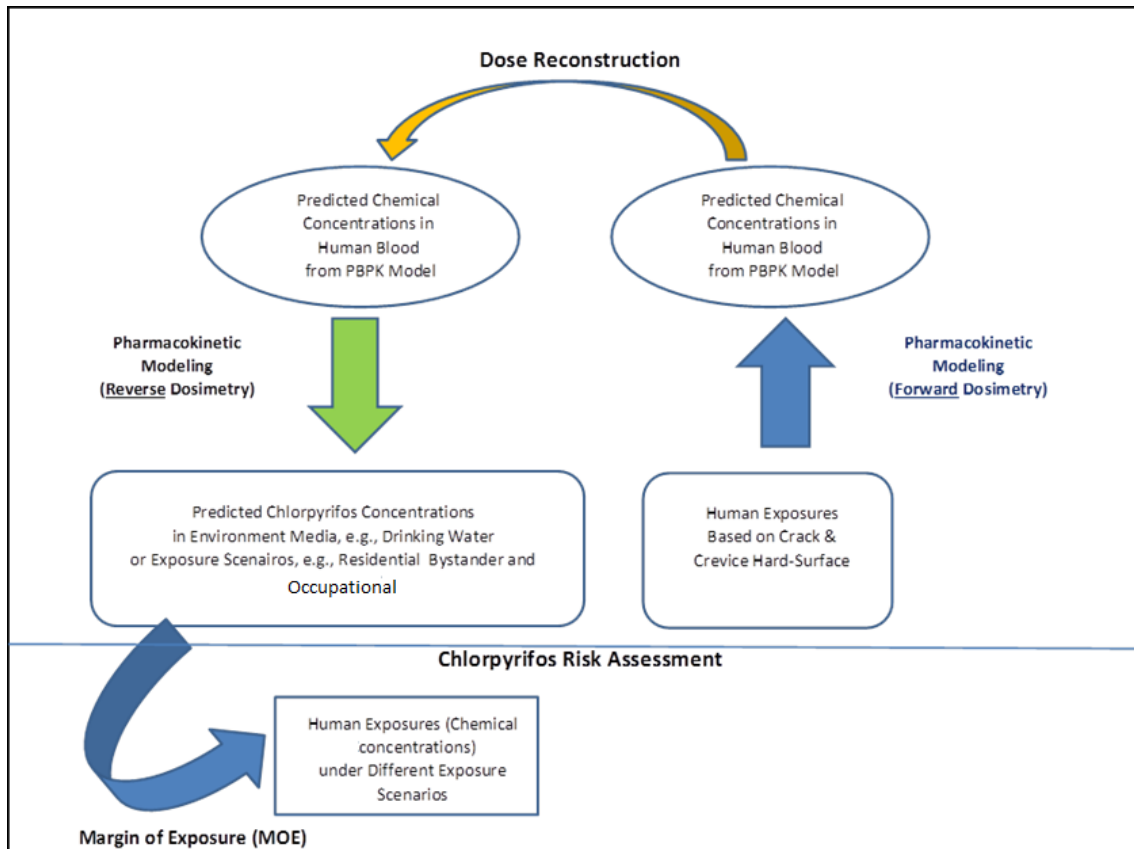 Dose Reconstruction
Predicted Chemical
Concentrations in
Human Blood
from PBPK Model
Predicted Chemical
Concentrations in
Human Blood
from PBPK Model
Pharmacokinetic
Modeling
(Reverse Dosimetry)
Pharmacokinetic
Modeling
(Forward Dosimetry)
Predicted Chlorpyrifos Concentrations
in Environment Media, e.g., Drinking Water
or Exposure Scenairos, e.g., Residential Bystander and
Occupational
Human Exposures
Based on Crack &
Crevice Hard-Surface
Chlorpyrifos Risk Assessment
Human Exposures (Chemical
concentrations)
under Different Exposure
Scenarios
Margin of Exposure (MOE)